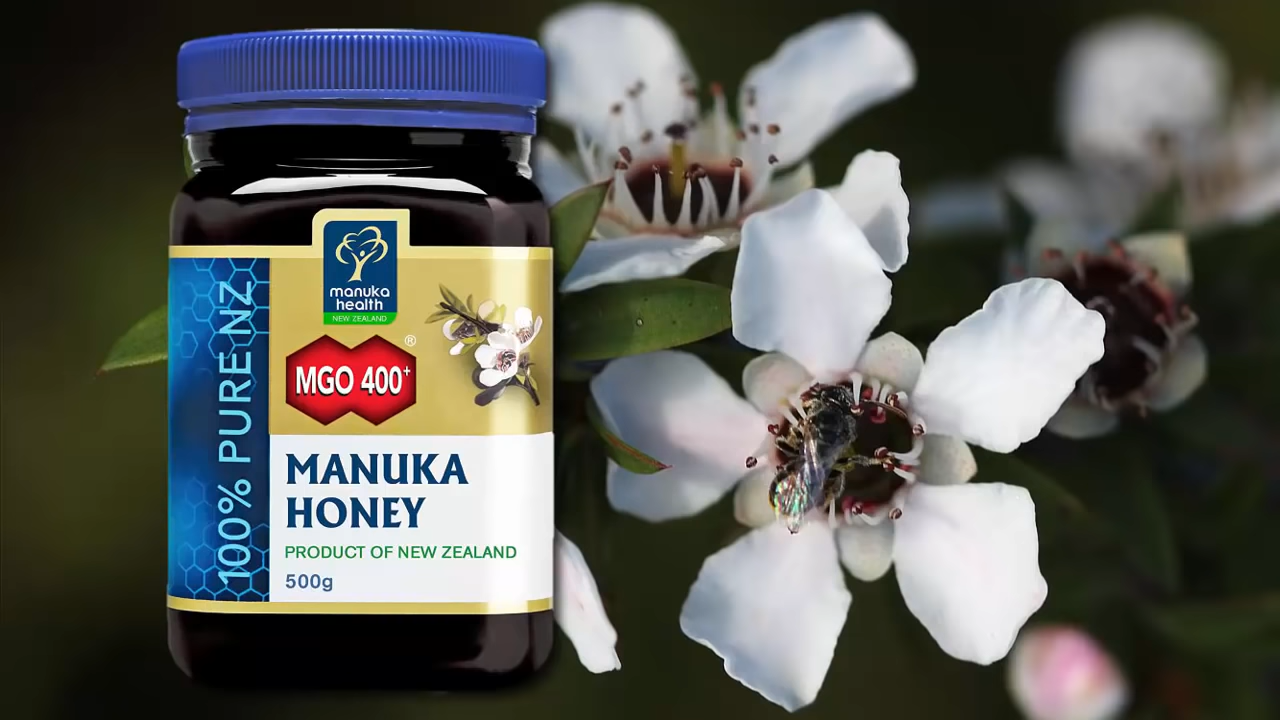 manuka
health
NEW ZEALAND
100% PURE NZ
MGO 400+
®
MANUKA
HONEY
PRODUCT OF NEW ZEALAND
500g